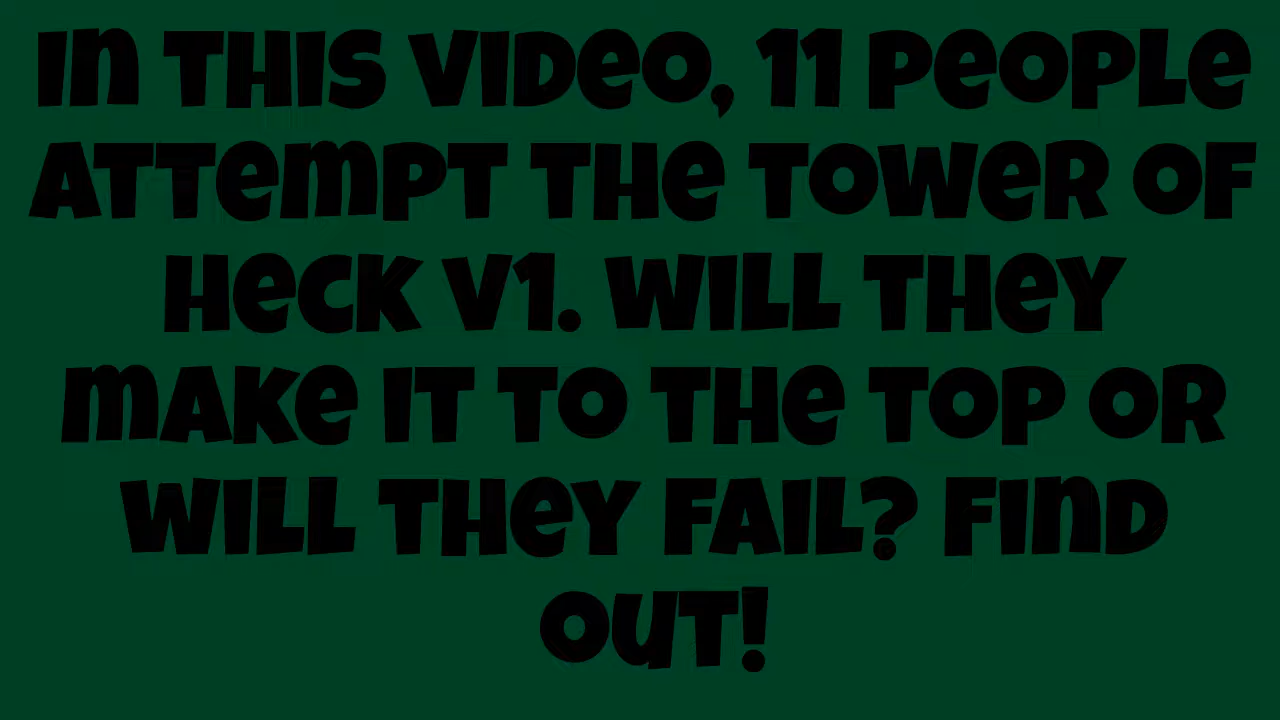 In this video, 11 people
attempt the Tower of
Heck V1. Will they
make it to the top or
will they fail? Find
out!